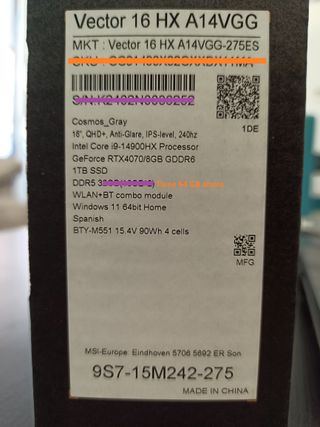 Vector 16 HX A14VGG
MKT : Vector 16 HX A14VGG-275ES
1DE
Cosmos_Gray
16", QHD+, Anti-Glare, IPS-level, 240hz
Intel Core i9-14900HX Processor
GeForce RTX4070/8GB GDDR6
1TB SSD
DDR5
WLAN+BT combo module
Windows 11 64bit Home
Spanish
BTY-M551 15.4V 90Wh 4 cells
MFG
MSI-Europe: Eindhoven 5706 5692 ER Son
9S7-15M242-275
MADE IN CHINA